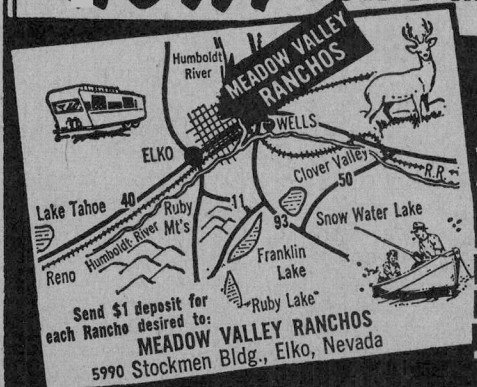 Humboldt
River
MEADOW VALLEY
RANCHOS
WELLS
ELKO
Clover Valley
R.R.
50
Lake Tahoe
40
Ruby
Mt's
11
93
Snow Water Lake
Humboldt River
Reno
Franklin
Lake
Ruby Lake
Send $1 deposit for
each Rancho desired to:
MEADOW VALLEY RANCHOS
5990 Stockmen Bldg., Elko, Nevada